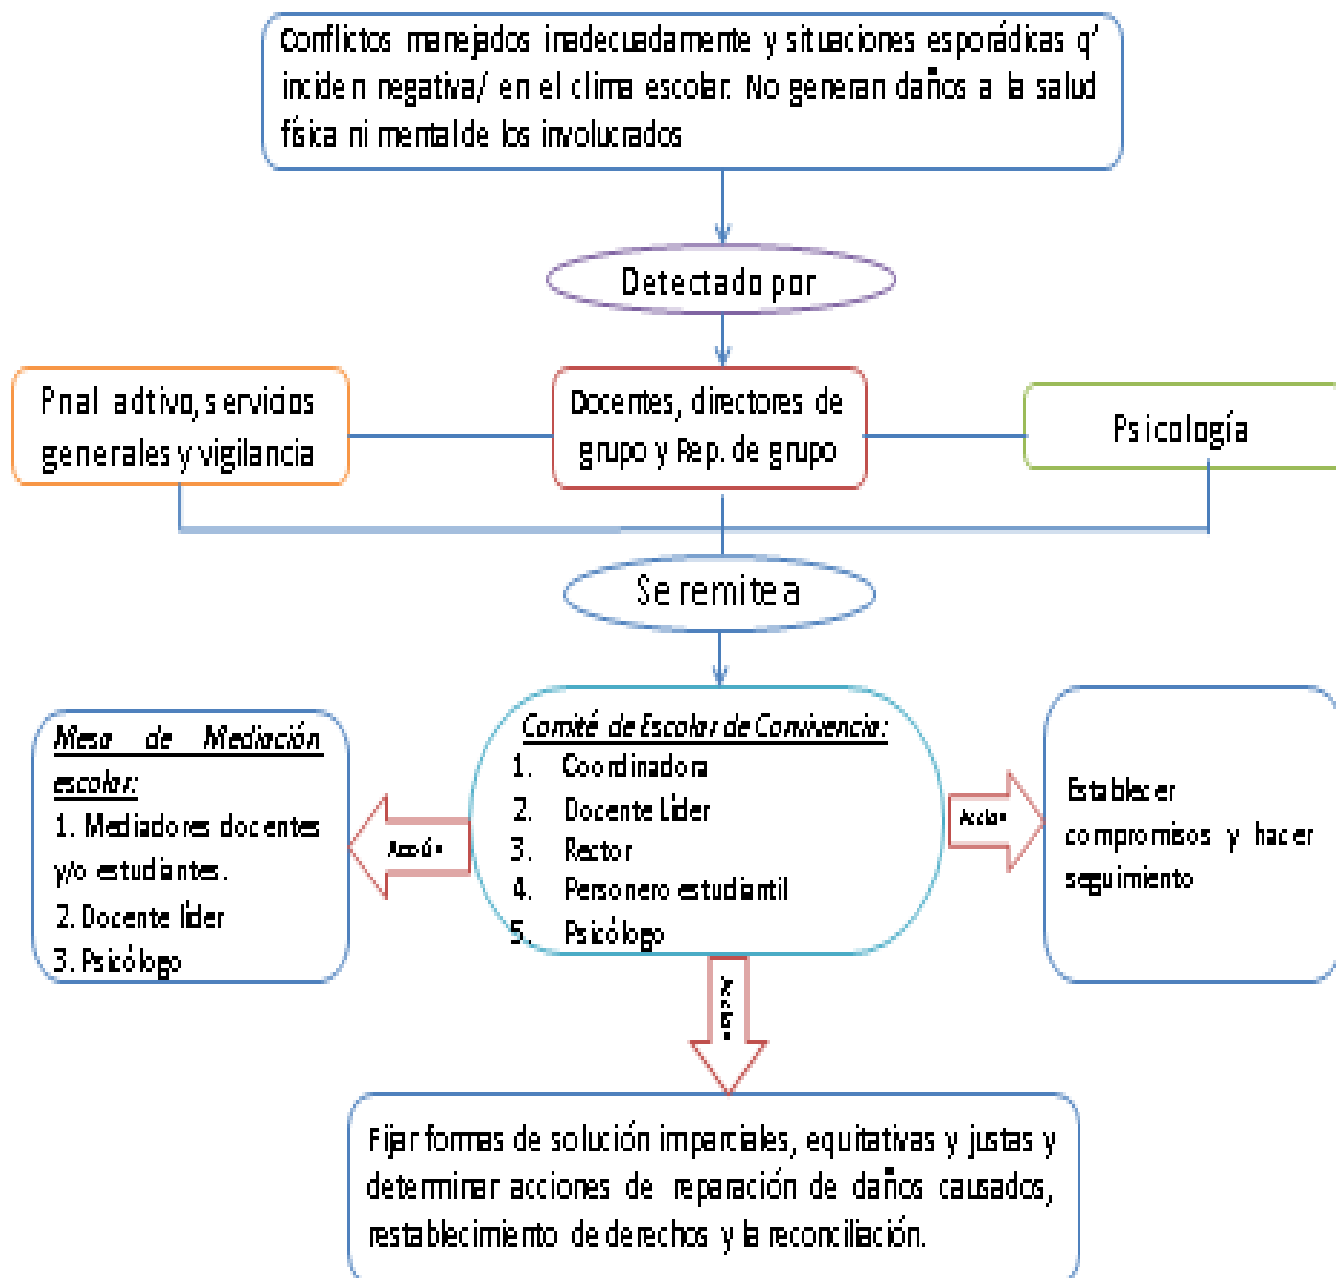 Conflictos manejados inadecuadamente y situaciones esporádicas q'
inciden negativa/ en el clima escolar. No generan daños a la salud
física ni mental de los involucrados
Detectado por
Pnal adtivo, servicios
generales y vigilancia
Docentes, directores de
grupo y Rep. de grupo
Psicología
Se remite a
Mesa de Mediación
escolar:
1. Mediadores docentes
y/o estudiantes.
2. Docente líder
3. Psicólogo
Acción
Comité de Escolar de Convivencia:
1. Coordinadora
2. Docente Líder
3. Rector
4. Personero estudiantil
5. Psicólogo
Accion
Establecer
compromisos y hacer
seguimiento
Fijar formas de solución imparciales, equitativas y justas y
determinar acciones de reparación de daños causados,
restablecimiento de derechos y la reconciliación.